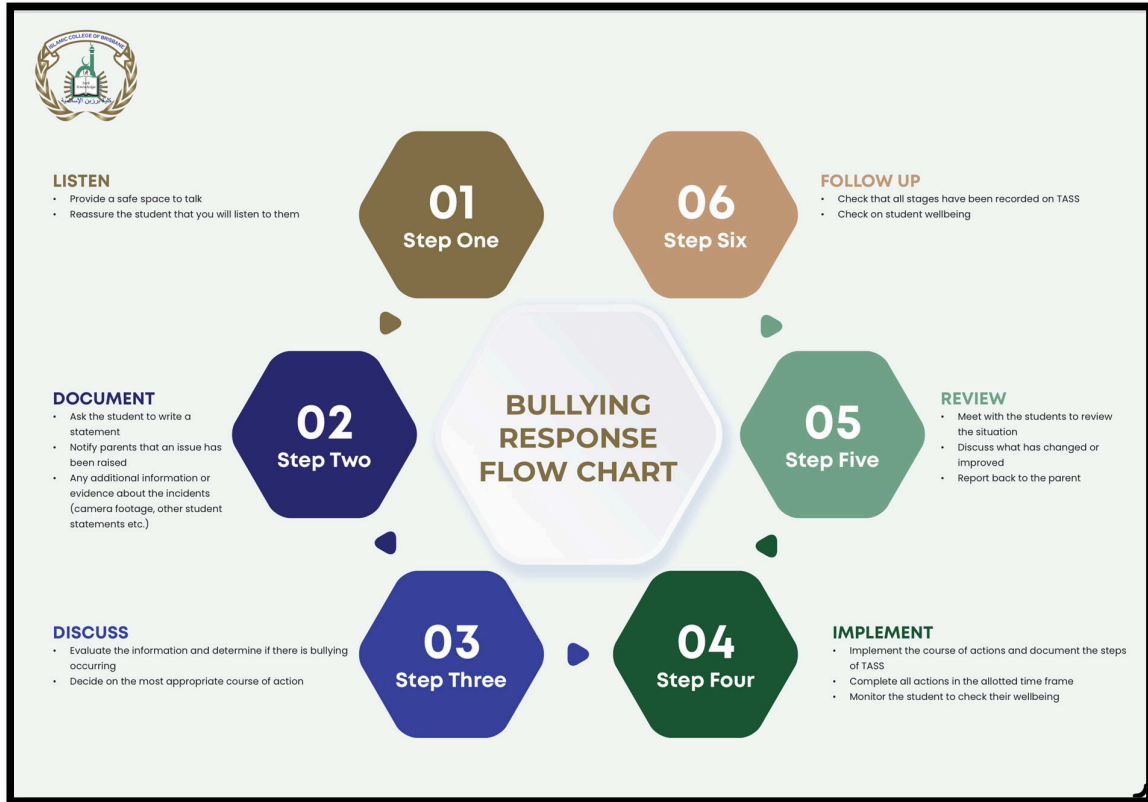 ISLAMIC COLLEGE OF BRISBANE
كلية برزبن الإسلامية
BULLYING
RESPONSE
FLOW CHART
01
Step One
LISTEN
• Provide a safe space to talk
• Reassure the student that you will listen to them
02
Step Two
DOCUMENT
• Ask the student to write a
statement
• Notify parents that an issue has
been raised
• Any additional information or
evidence about the incidents
(camera footage, other student
statements etc.)
03
Step Three
DISCUSS
• Evaluate the information and determine if there is bullying
occurring
• Decide on the most appropriate course of action
04
Step Four
IMPLEMENT
• Implement the course of actions and document the steps
of TASS
• Complete all actions in the allotted time frame
• Monitor the student to check their wellbeing
05
Step Five
REVIEW
• Meet with the students to review
the situation
• Discuss what has changed or
improved
• Report back to the parent
06
Step Six
FOLLOW UP
• Check that all stages have been recorded on TASS
• Check on student wellbeing